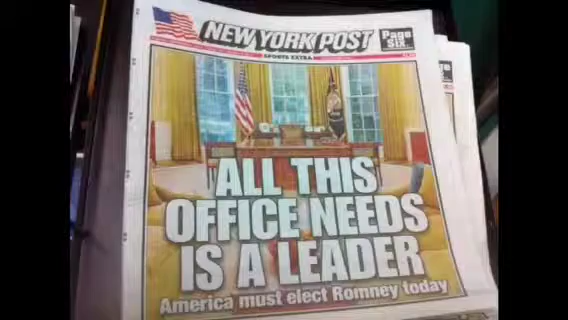 NEW YORK POST
PAGE SIX
SPORTS EXTRA
ALL THIS
OFFICE NEEDS
IS A LEADER
America must elect Romney today